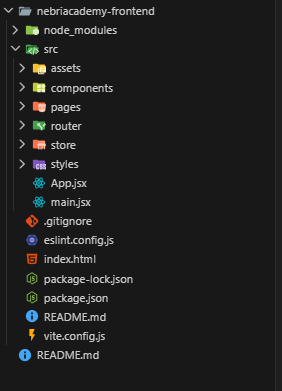 nebriacademy-frontend
node_modules
src
assets
components
pages
router
store
styles
App.jsx
main.jsx
.gitignore
eslint.config.js
index.html
package-lock.json
package.json
README.md
vite.config.js
README.md